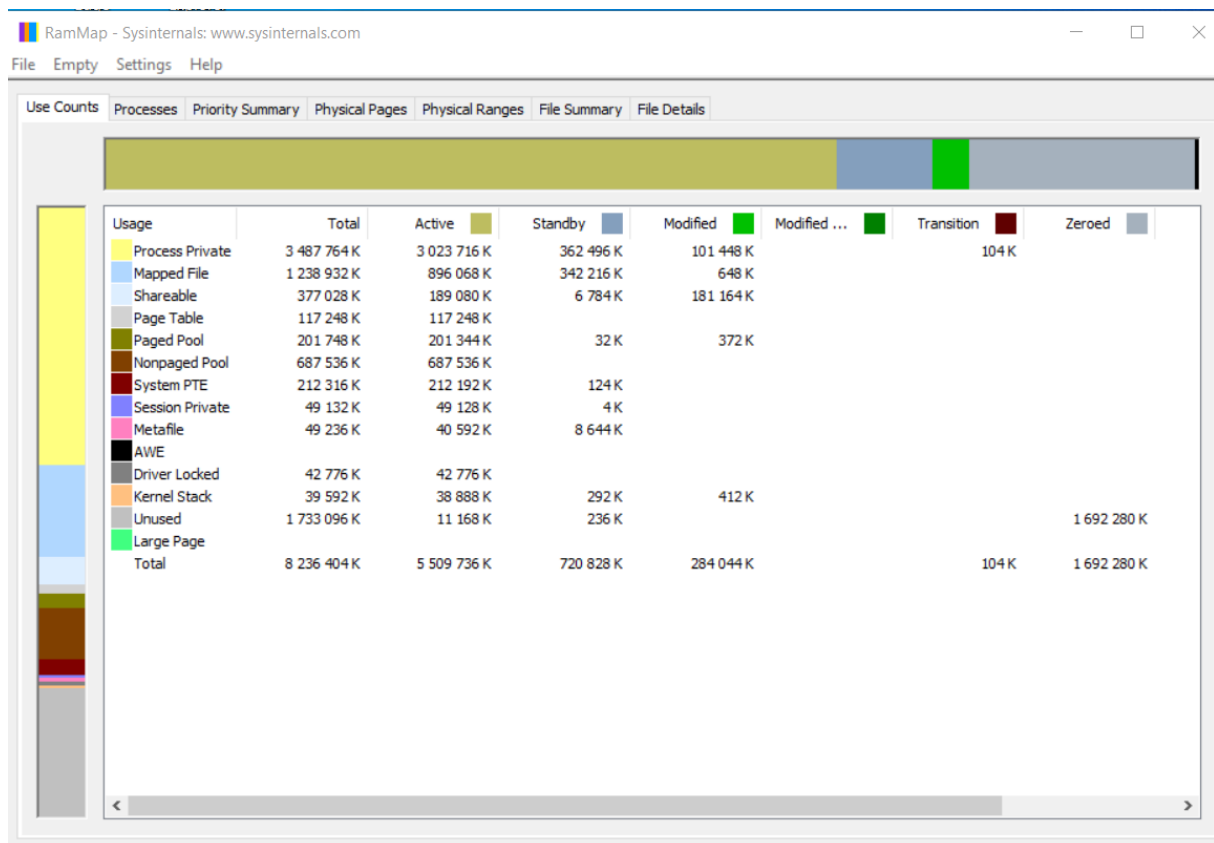 RamMap - Sysinternals: www.sysinternals.com
File Empty Settings Help
Use Counts Processes Priority Summary Physical Pages Physical Ranges File Summary File Details
Usage Total Active Standby Modified Modified ... Transition Zeroed
Process Private 3 487 764 K 3 023 716 K 362 496 K 101 448 K 104 K
Mapped File 1 238 932 K 896 068 K 342 216 K 648 K
Shareable 377 028 K 189 080 K 6 784 K 181 164 K
Page Table 117 248 K 117 248 K
Paged Pool 201 748 K 201 344 K 32 K 372 K
Nonpaged Pool 687 536 K 687 536 K
System PTE 212 316 K 212 192 K 124 K
Session Private 49 132 K 49 128 K 4 K
Metafile 49 236 K 40 592 K 8 644 K
AWE
Driver Locked 42 776 K 42 776 K
Kernel Stack 39 592 K 38 888 K 292 K 412 K
Unused 1 733 096 K 11 168 K 236 K 1 692 280 K
Large Page
Total 8 236 404 K 5 509 736 K 720 828 K 284 044 K 104 K 1 692 280 K